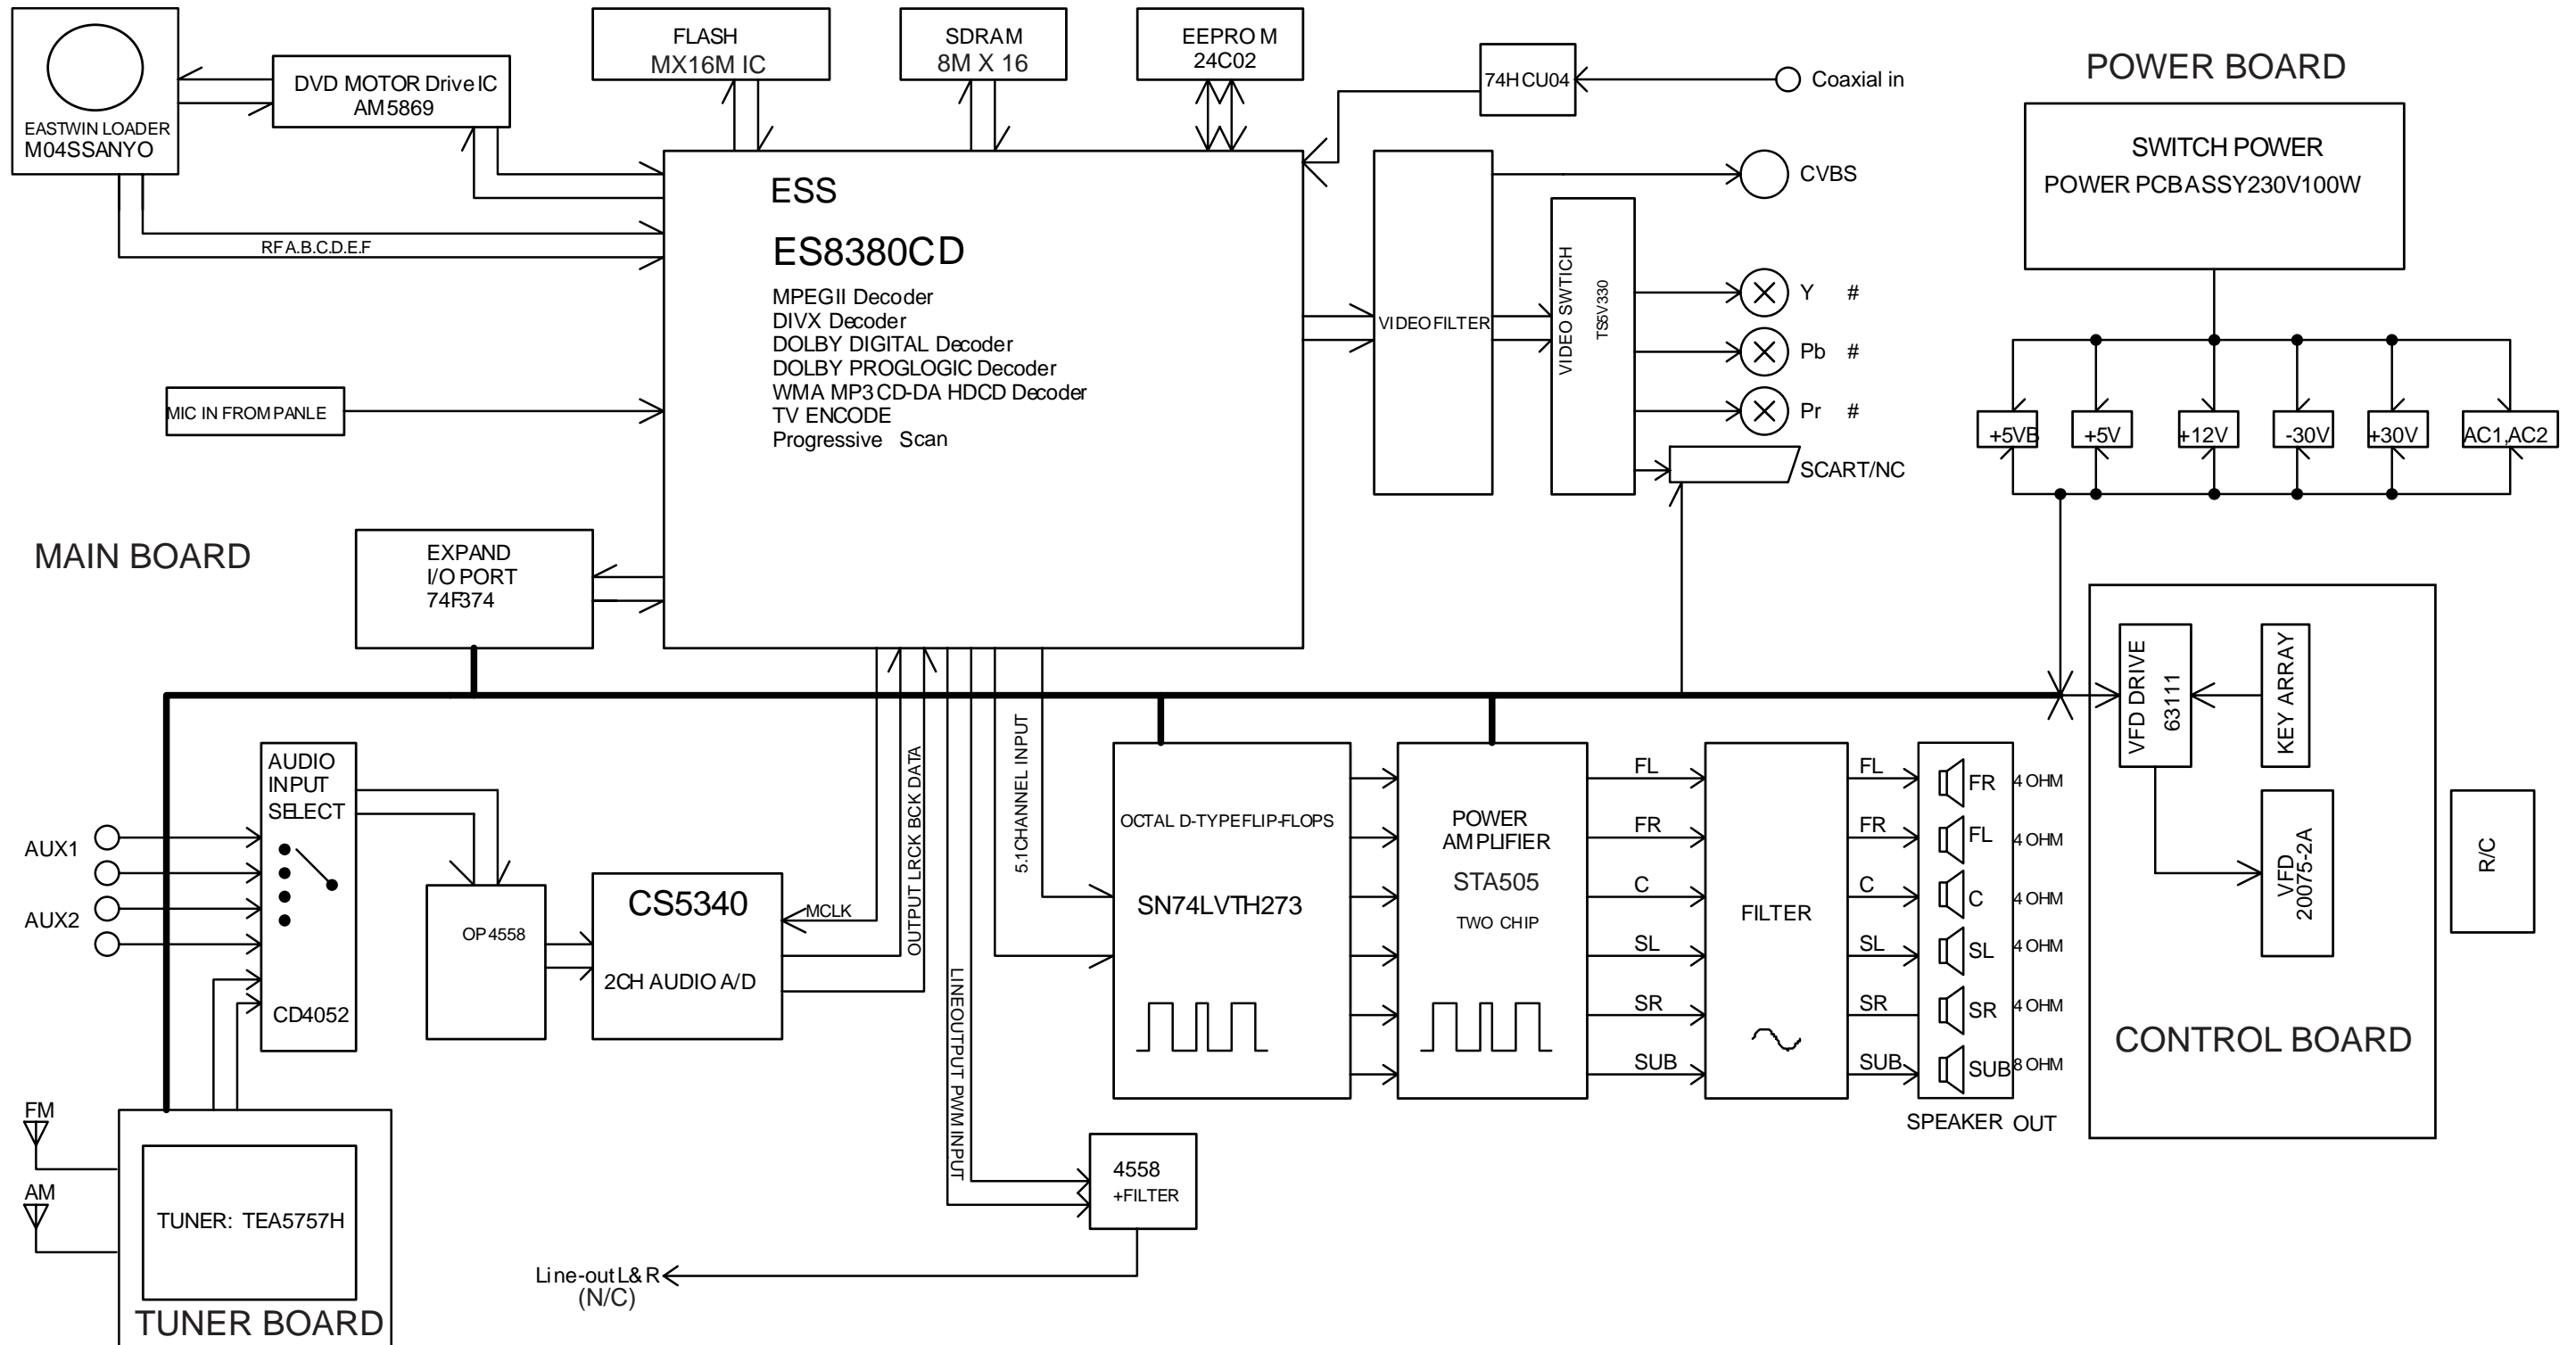 EASTWIN LOADER
M04SSANYO
DVD MOTOR Drive IC
AM5869
FLASH
MX16M IC
SDRAM
8M X 16
EEPROM
24C02
74HCU04
Coaxial in
POWER BOARD
SWITCH POWER
POWER PCBASSY230V100W
RF A.B.C.D.E.F
ESS
ES8380CD
MPEGII Decoder
DIVX Decoder
DOLBY DIGITAL Decoder
DOLBY PROGLOGIC Decoder
WMA MP3 CD-DA HDCD Decoder
TV ENCODE
Progressive Scan
MIC IN FROM PANLE
VIDEO FILTER
VIDEO SWTICH
TS5V330
CVBS
Y #
Pb #
Pr #
SCART/NC
+5VB
+5V
+12V
-30V
+30V
AC1,AC2
MAIN BOARD
EXPAND
I/O PORT
74F374
AUDIO
INPUT
SELECT
CD4052
AUX1
AUX2
OP4558
CS5340
2CH AUDIO A/D
MCLK
OUTPUT LRCK BCK DATA
LINEOUTPUT PWM INPUT
5.1CHANNEL INPUT
OCTAL D-TYPE FLIP-FLOPS
SN74LVTH273
POWER
AMPLIFIER
STA505
TWO CHIP
FL
FR
C
SL
SR
SUB
FILTER
FL
FR
C
SL
SR
SUB
FR 4 OHM
FL 4 OHM
C 4 OHM
SL 4 OHM
SR 4 OHM
SUB 8 OHM
SPEAKER OUT
VFD DRIVE
63111
KEY ARRAY
VFD
20075-2A
CONTROL BOARD
R/C
FM
AM
TUNER: TEA5757H
TUNER BOARD
4558
+FILTER
Line-out L&R
(N/C)